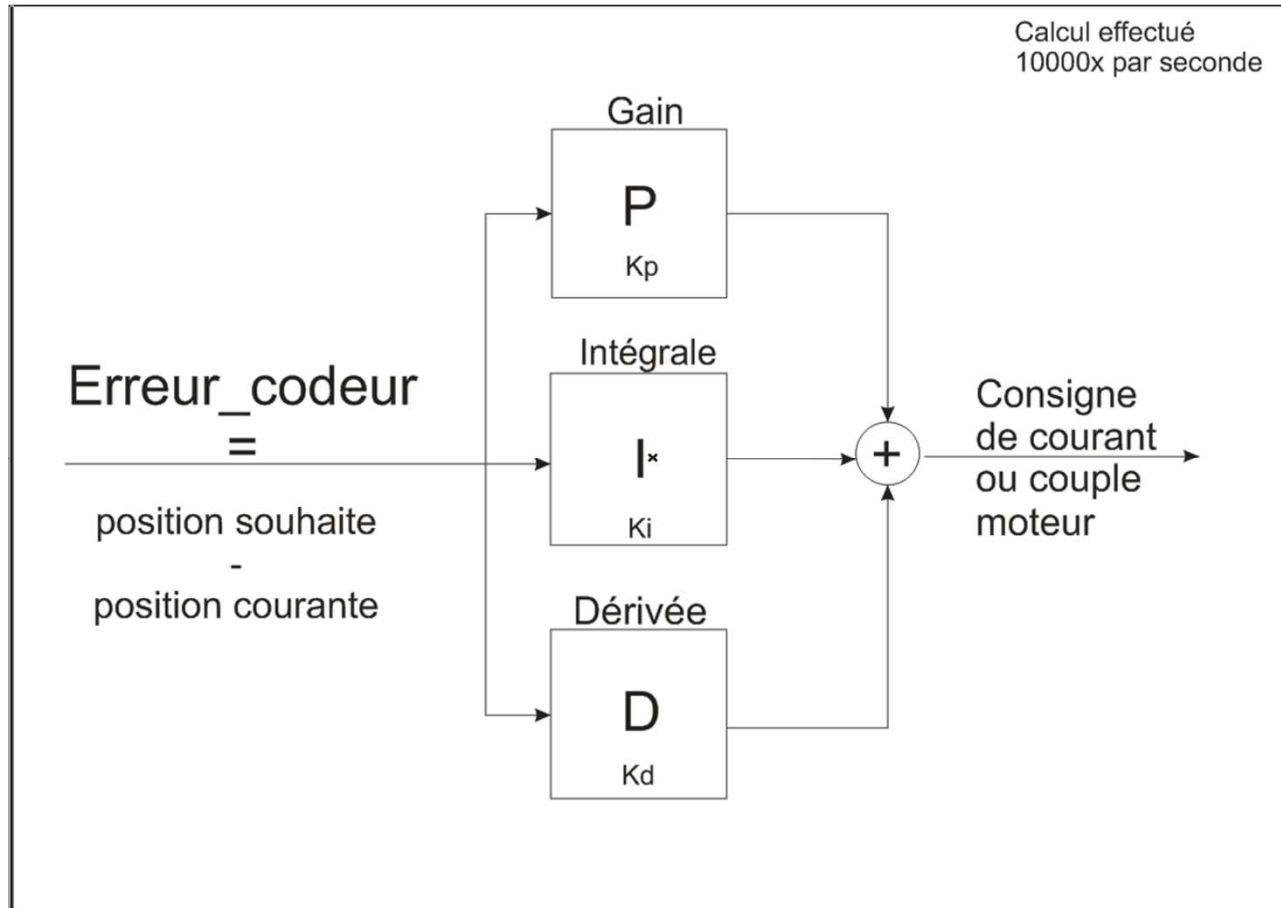 Calcul effectué
10000x par seconde
Gain
P
Kp
Intégrale
I
Ki
Dérivée
D
Kd
Erreur_codeur
=
position souhaite
-
position courante
+
Consigne
de courant
ou couple
moteur